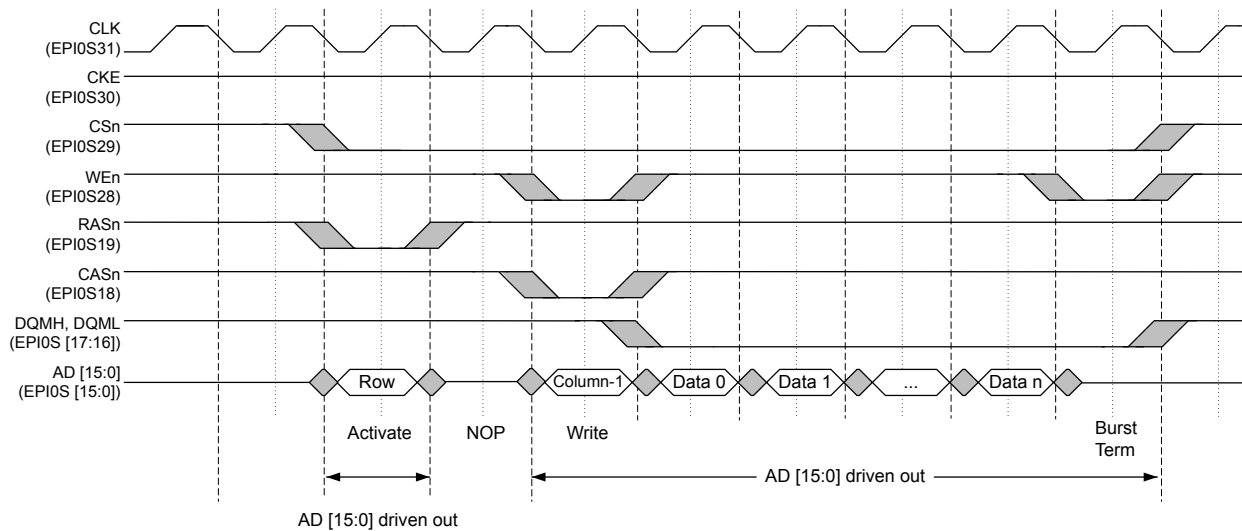 CLK
(EPI0S31)
CKE
(EPI0S30)
CSn
(EPI0S29)
WEn
(EPI0S28)
RASn
(EPI0S19)
CASn
(EPI0S18)
DQMH, DQML
(EPI0S [17:16])
AD [15:0]
(EPI0S [15:0])
Row
Column-1
Data 0
Data 1
...
Data n
Activate
NOP
Write
Burst
Term
AD [15:0] driven out
AD [15:0] driven out